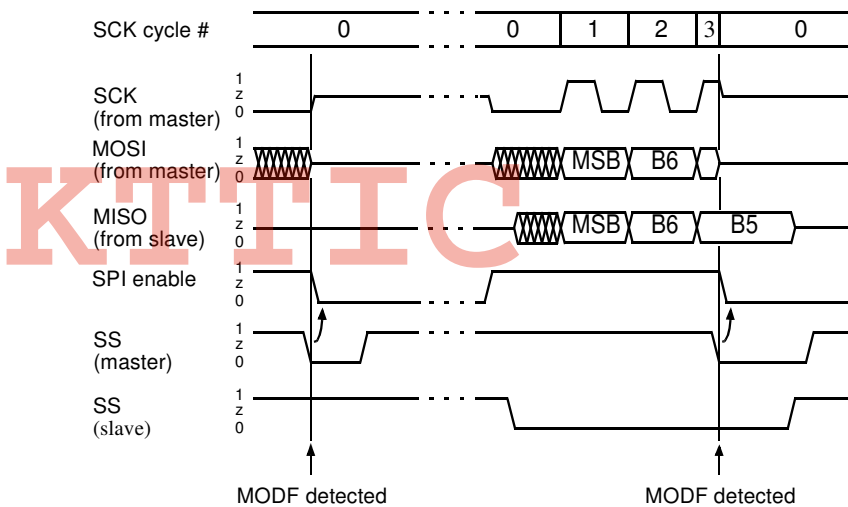 SCK cycle # 0 0 1 2 3 0
SCK
(from master)
1
z
0
MOSI
(from master)
1
z
0
MSB B6
MISO
(from slave)
1
z
0
MSB B6 B5
SPI enable
1
z
0
SS
(master)
1
z
0
SS
(slave)
1
z
0
MODF detected MODF detected
KTTIC